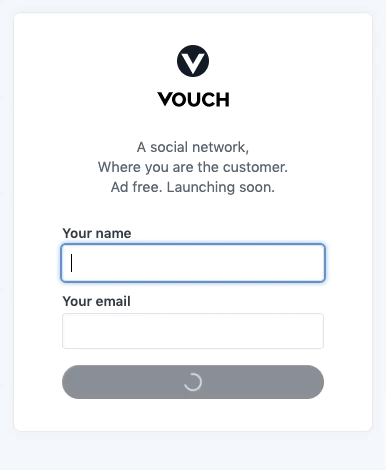 VOUCH
A social network,
Where you are the customer.
Ad free. Launching soon.
Your name
Your email